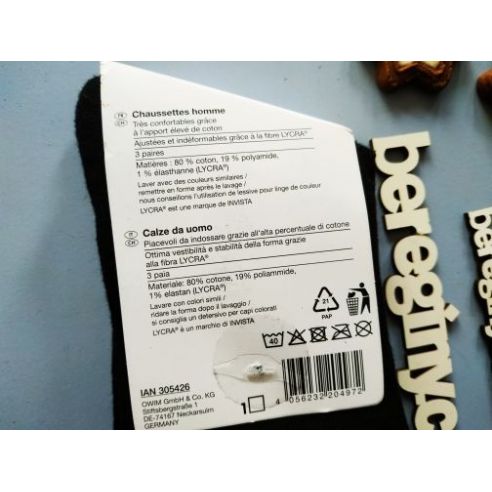 FR
CH
Chaussettes homme
Très confortables grâce
à l'apport élevé de coton
Ajustées et indéformables grâce à la fibre LYCRA®
3 paires
Matières : 80 % coton, 19 % polyamide,
1 % élasthanne (LYCRA®)
Laver avec des couleurs similaires /
remettre en forme après le lavage /
nous conseillons l'utilisation de lessive pour linge de couleur
LYCRA® est une marque de INVISTA
IT
CH
Calze da uomo
Piacevoli da indossare grazie all'alta percentuale di cotone
Ottima vestibilità e stabilità della forma grazie
alla fibra LYCRA®
3 paia
Materiale: 80% cotone, 19% poliammide,
1% elastan (LYCRA®)
Lavare con colori simili /
ridare la forma dopo il lavaggio /
si consiglia un detersivo per capi colorati
LYCRA® è un marchio di INVISTA
21
PAP
40
IAN 305426
OWIM GmbH & Co. KG
Stiftsbergstraße 1
DE-74167 Neckarsulm
GERMANY
1
4 056232 204972
bereginyc
bereginy